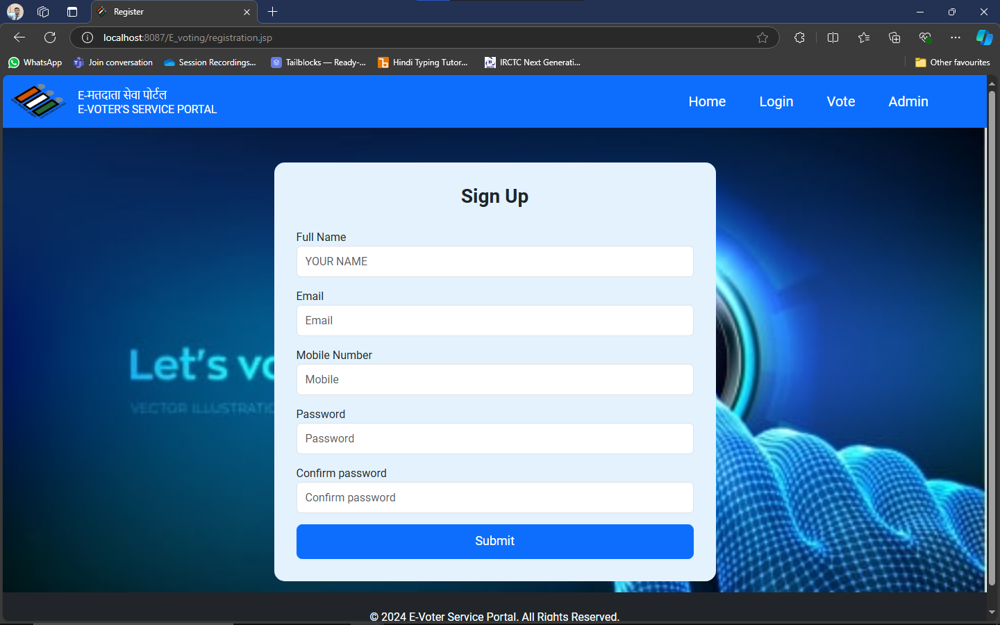 Register
localhost:8087/E_voting/registration.jsp
WhatsApp
Join conversation
Session Recordings...
Tailblocks — Ready-...
Hindi Typing Tutor...
IRCTC Next Generati...
Other favourites
E-मतदाता सेवा पोर्टल
E-VOTER'S SERVICE PORTAL
Home
Login
Vote
Admin
Sign Up
Full Name
YOUR NAME
Email
Email
Mobile Number
Mobile
Password
Password
Confirm password
Confirm password
Submit
Let's vo
VECTOR ILLUSTRATIO
© 2024 E-Voter Service Portal. All Rights Reserved.